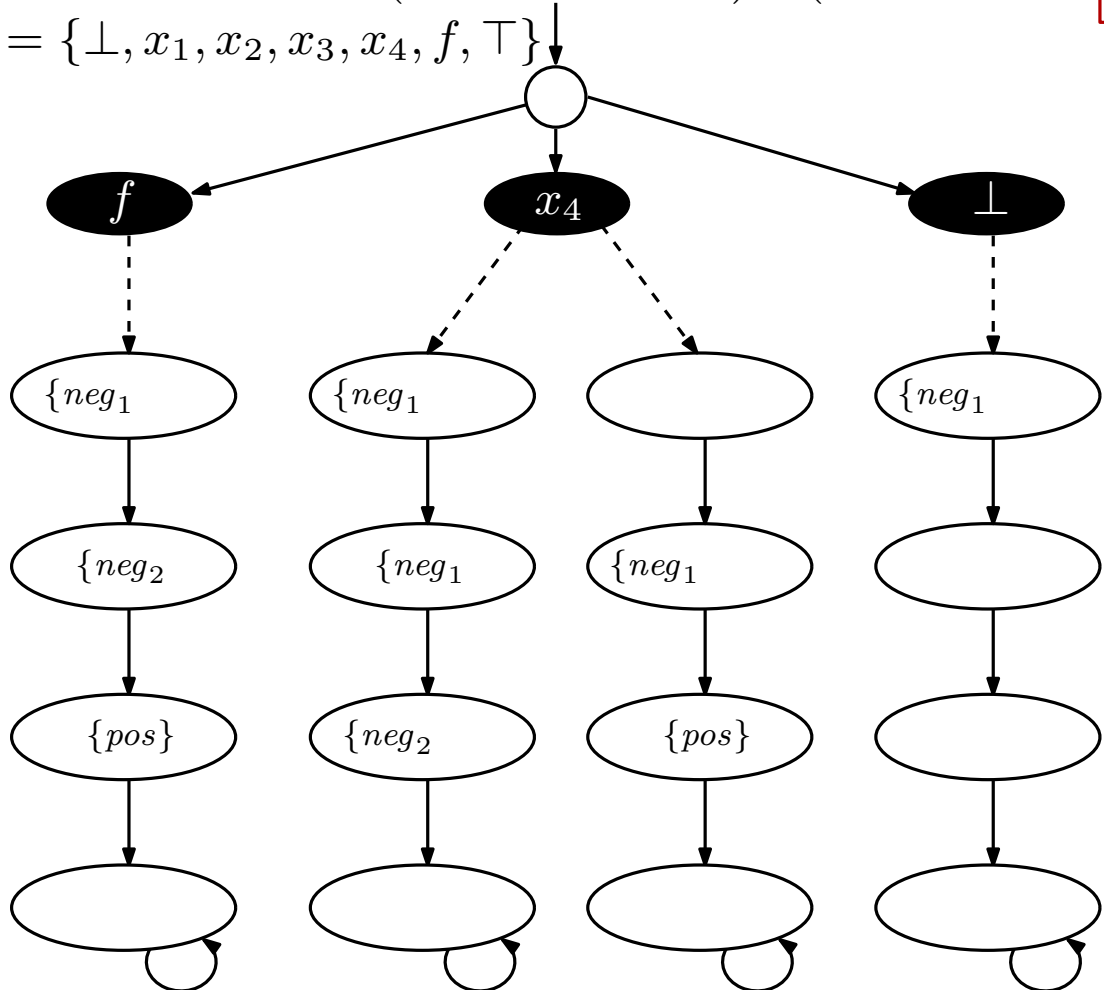 = {⊥, x₁, x₂, x₃, x₄, f, ⊤}
f x₄ ⊥
{neg₁ {neg₁ {neg₁
{neg₂ {neg₁ {neg₁
{pos} {neg₂ {pos}